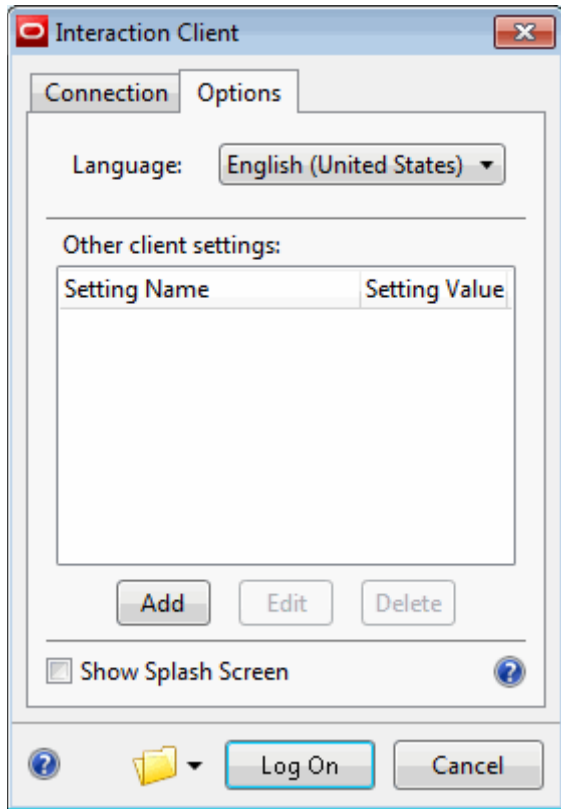 Interaction Client
Connection Options
Language: English (United States)
Other client settings:
Setting Name Setting Value
Add Edit Delete
Show Splash Screen
Log On Cancel